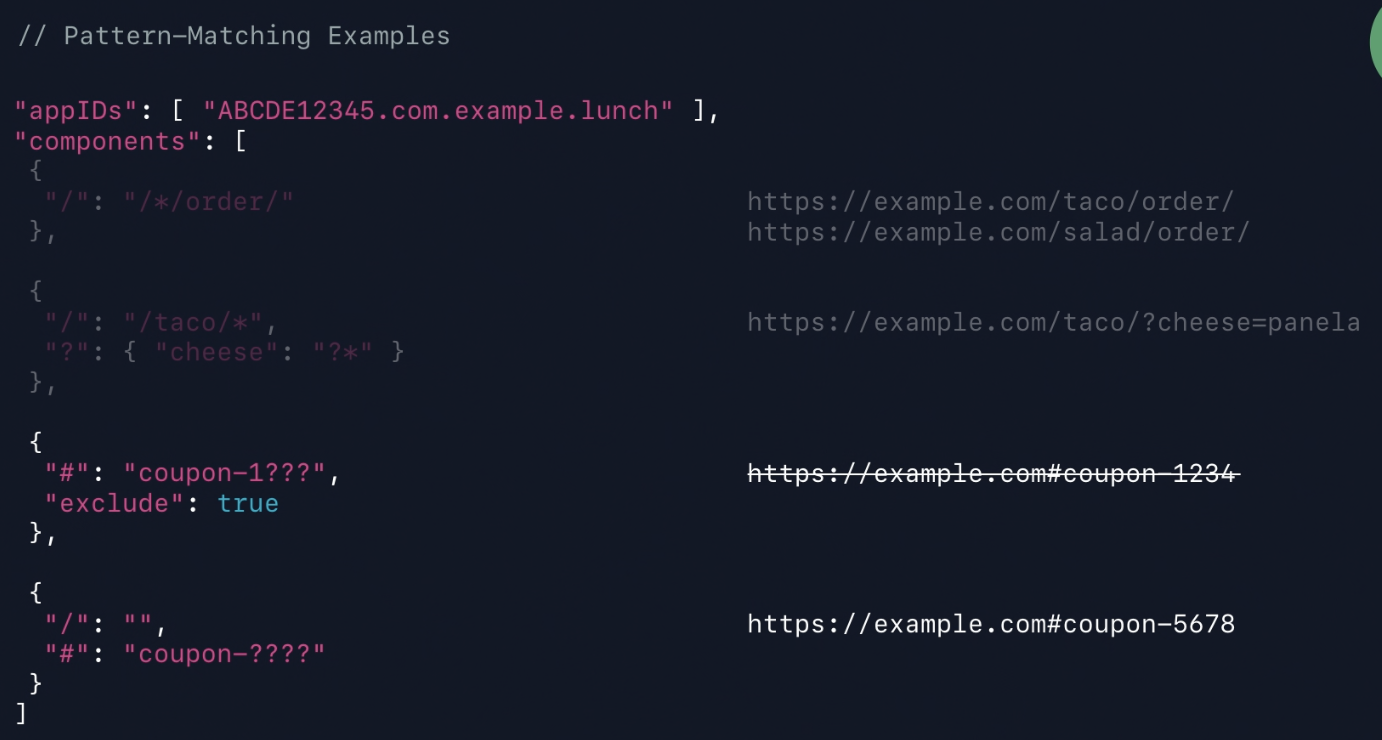 // Pattern-Matching Examples
"appIDs": [ "ABCDE12345.com.example.lunch" ],
"components": [
{
"/": "/*/order/" https://example.com/taco/order/
}, https://example.com/salad/order/
{
"/": "/taco/*", https://example.com/taco/?cheese=panela
"?": { "cheese": "?*" }
},
{
"#": "coupon-1???", https://example.com#coupon-1234
"exclude": true
},
{
"/": "", https://example.com#coupon-5678
"#": "coupon-????"
}
]